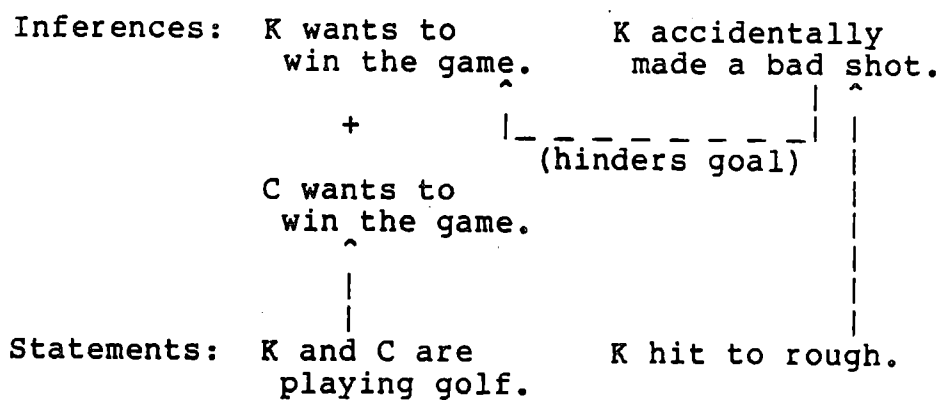 Inferences: K wants to win the game. K accidentally made a bad shot.
+
(hinders goal)
C wants to win the game.
Statements: K and C are playing golf. K hit to rough.